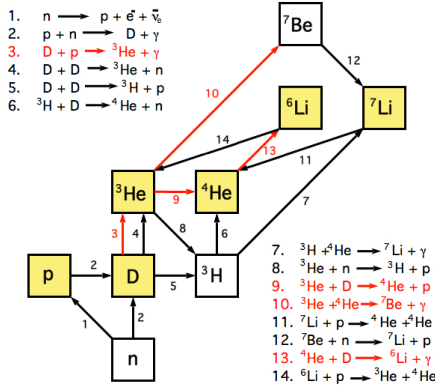 1. n → p + e⁻ + ν̄ₑ
2. p + n → D + γ
3. D + p → ³He + γ
4. D + D → ³He + n
5. D + D → ³H + p
6. ³H + D → ⁴He + n
⁷Be
12
10
⁶Li
⁷Li
14
13
11
³He
9
⁴He
7
3
4
8
6
p
2
D
5
³H
1
2
n
7. ³H +⁴He → ⁷Li + γ
8. ³He + n → ³H + p
9. ³He + D → ⁴He + p
10. ³He +⁴He → ⁷Be + γ
11. ⁷Li + p → ⁴He +⁴He
12. ⁷Be + n → ⁷Li + p
13. ⁴He + D → ⁶Li + γ
14. ⁶Li + p → ³He +⁴He